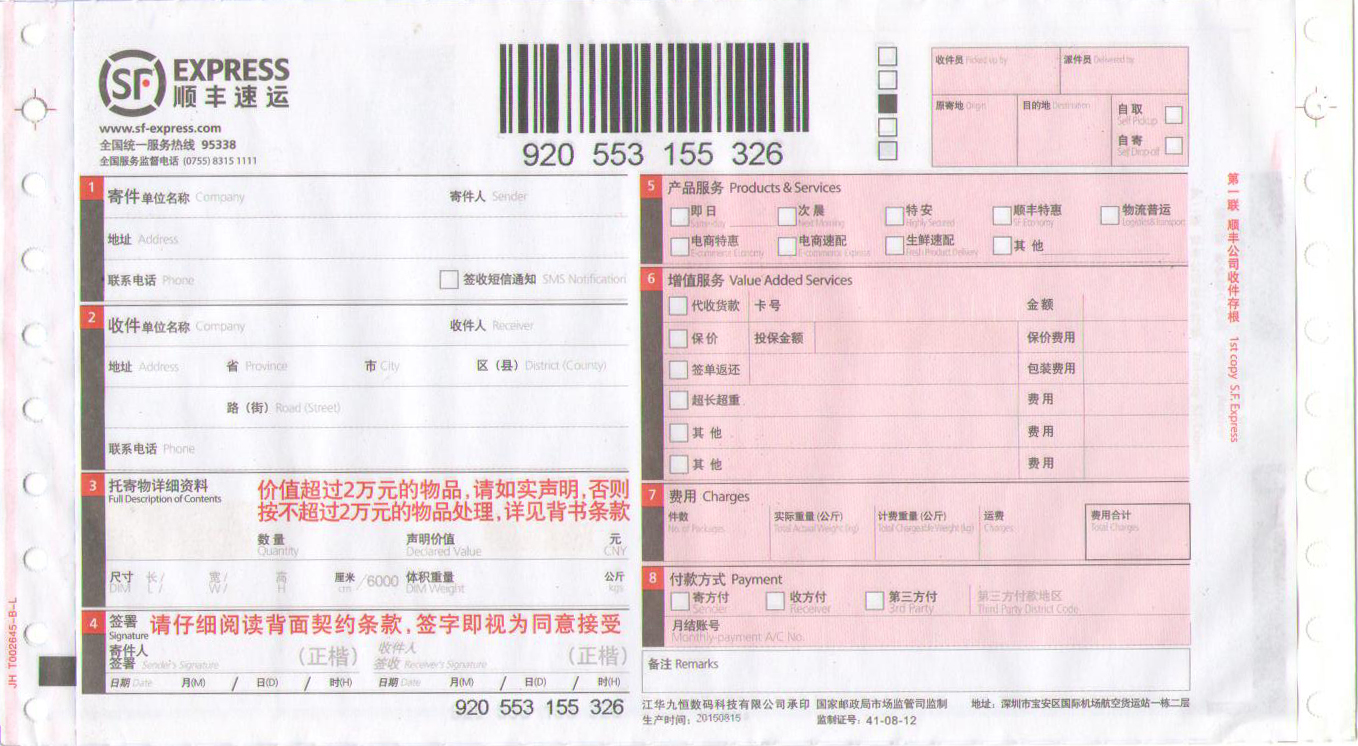 SF EXPRESS
顺丰速运
www.sf-express.com
全国统一服务热线 95338
全国服务监督电话 (0755) 8315 1111
920 553 155 326
收件员 Picked up by 派件员 Delivered by
原寄地 Origin 目的地 Destination 自取 Self Pickup
自寄 Self Drop-off
1 寄件 单位名称 Company 寄件人 Sender
地址 Address
联系电话 Phone 签收短信通知 SMS Notification
2 收件 单位名称 Company 收件人 Receiver
地址 Address 省 Province 市 City 区（县）District (County)
路（街）Road (Street)
联系电话 Phone
3 托寄物详细资料
Full Description of Contents
价值超过2万元的物品,请如实声明,否则
按不超过2万元的物品处理,详见背书条款
数量 声明价值 元
Quantity Declared Value CNY
尺寸 长/ 宽/ 高 厘米 /6000 体积重量 公斤
DIM L/ W/ H cm DIM Weight kgs
4 签署 请仔细阅读背面契约条款,签字即视为同意接受
Signature
寄件人 (正楷) 收件人 (正楷)
签署 Sender's Signature 签收 Receiver's Signature
日期 Date 月(M) / 日(D) / 时(H) 日期 Date 月(M) / 日(D) / 时(H)
920 553 155 326
5 产品服务 Products & Services
即日 次晨 特安 顺丰特惠 物流普运
Same-day Next Morning Highly Secured SF Economy Logistics Transport
电商特惠 电商速配 生鲜速配 其他
E-commerce Economy E-commerce Express Fresh Product Delivery
6 增值服务 Value Added Services
代收货款 卡号 金额
保价 投保金额 保价费用
签单返还 包装费用
超长超重 费用
其他 费用
其他 费用
7 费用 Charges
件数 实际重量(公斤) 计费重量(公斤) 运费 费用合计
No. of Packages Total Actual Weight (kg) Total Chargeable Weight (kg) Charges Total Charges
8 付款方式 Payment
寄方付 收方付 第三方付 第三方付款地区
Sender Receiver 3rd Party Third Party District Code
月结账号
Monthly-payment A/C No.
备注 Remarks
江华九恒数码科技有限公司承印 国家邮政局市场监管司监制 地址：深圳市宝安区国际机场航空货运站一栋二层
生产时间：20150815 监制证号：41-08-12
第一联 顺丰公司收件存根 1st copy S.F. Express
JH T002645-B-L